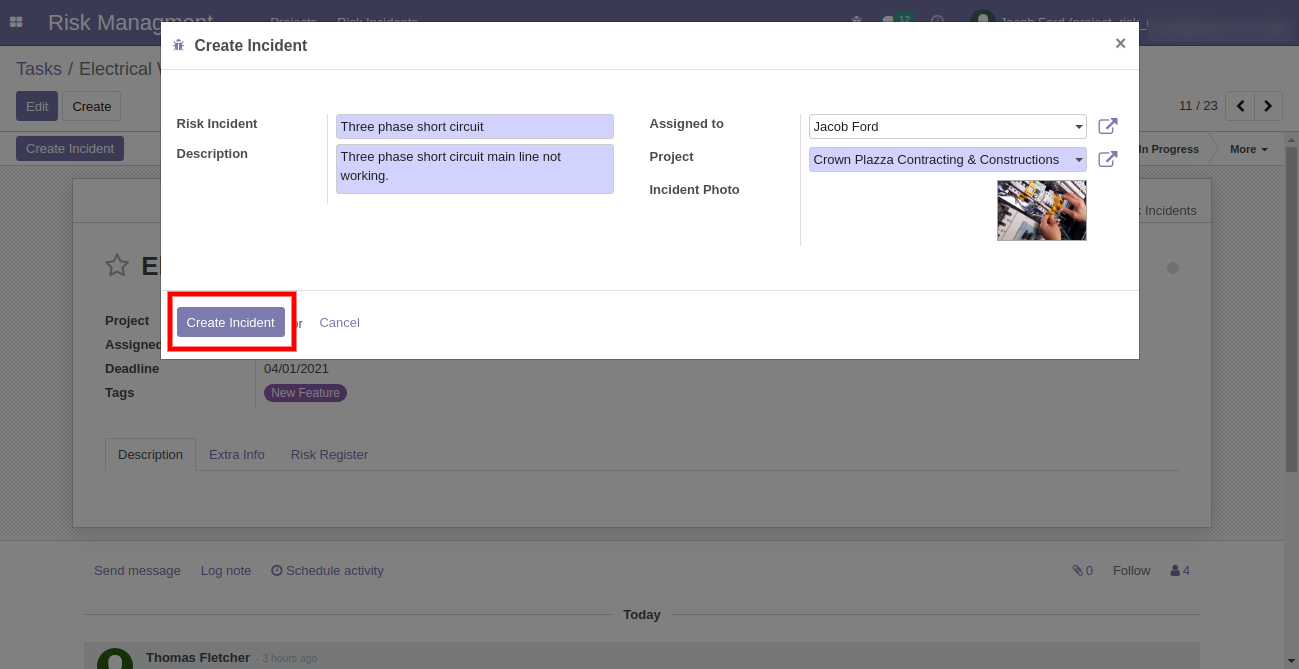 Risk Managment
Projects Risk Incidents
12
Jacob Ford (project_risk_
Create Incident
×
Tasks / Electrical
Edit
Create
11 / 23
Create Incident
In Progress
More
Risk Incident
Three phase short circuit
Description
Three phase short circuit main line not
working.
Assigned to
Jacob Ford
Project
Crown Plazza Contracting & Constructions
Incident Photo
Incidents
Create Incident
or
Cancel
Project
Assigned
Deadline
04/01/2021
Tags
New Feature
Description
Extra Info
Risk Register
Send message
Log note
Schedule activity
0
Follow
4
Today
Thomas Fletcher - 3 hours ago